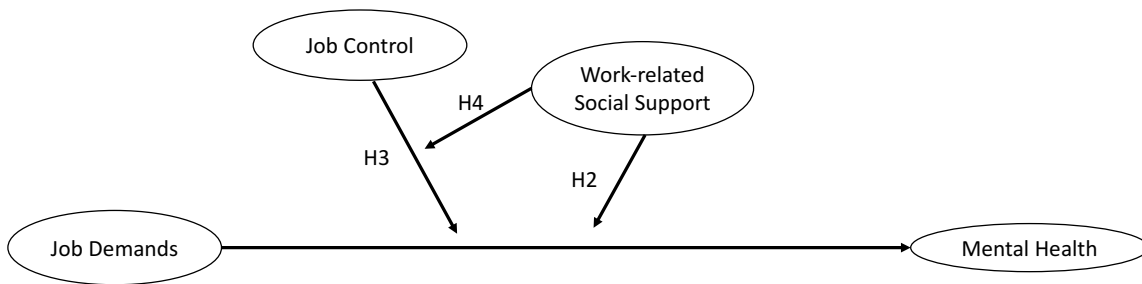 Job Control
Work-related
Social Support
H4
H3
H2
Job Demands
Mental Health